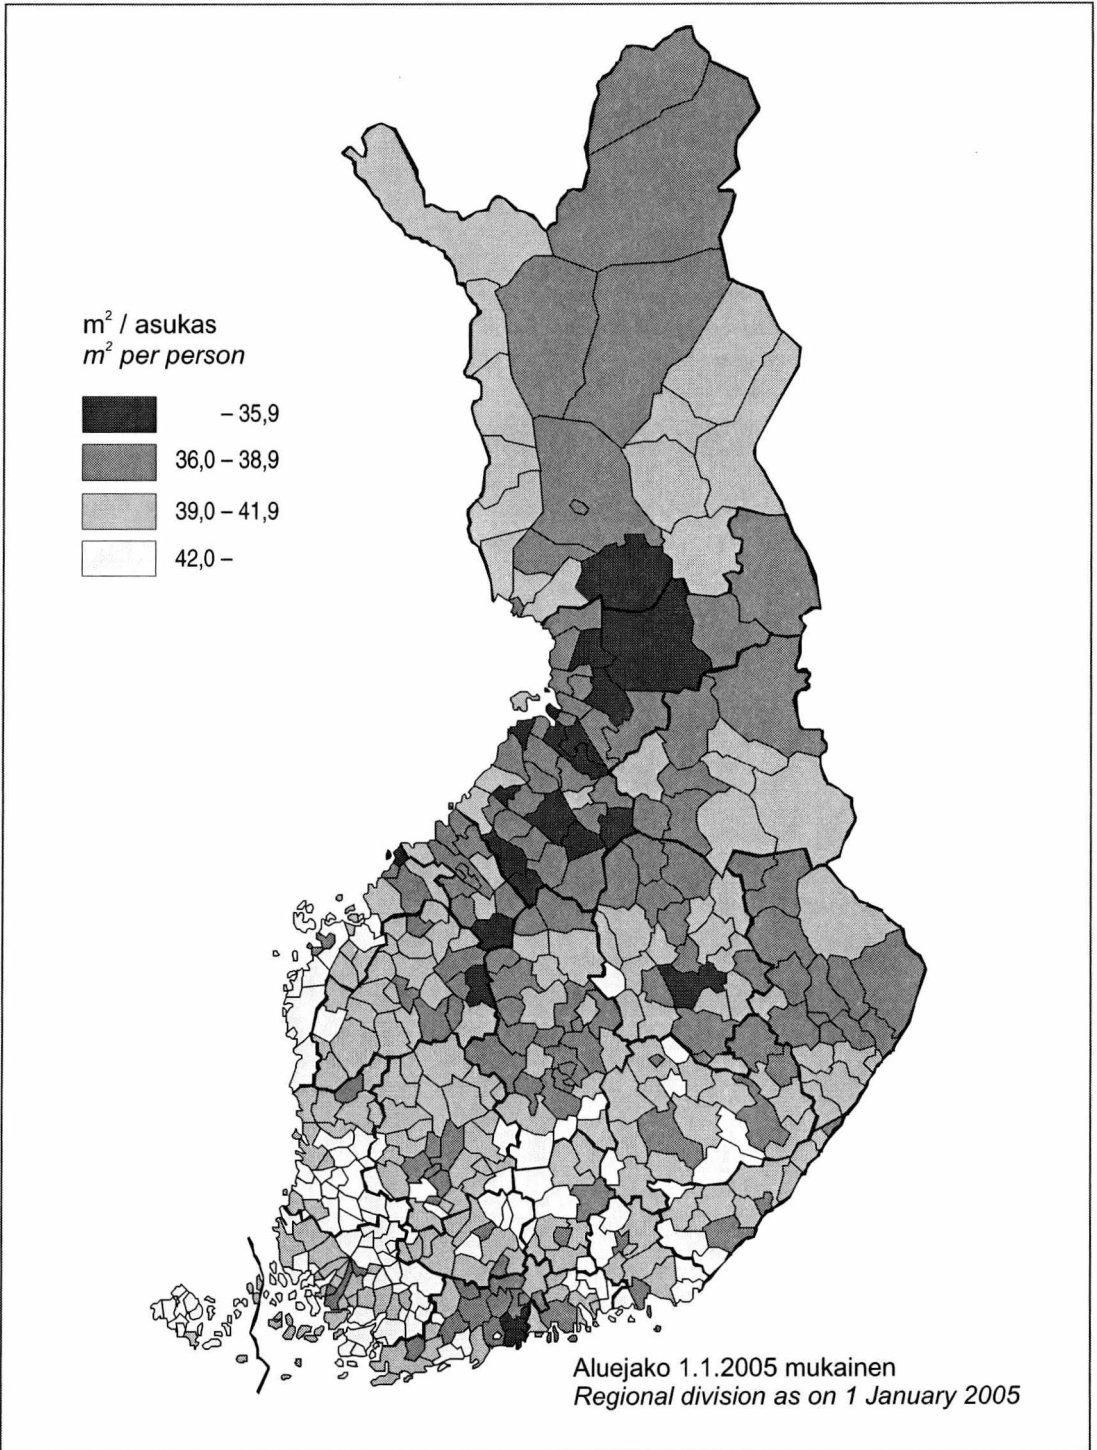 m² / asukas
m² per person
– 35,9
36,0 – 38,9
39,0 – 41,9
42,0 –
Aluejako 1.1.2005 mukainen
Regional division as on 1 January 2005